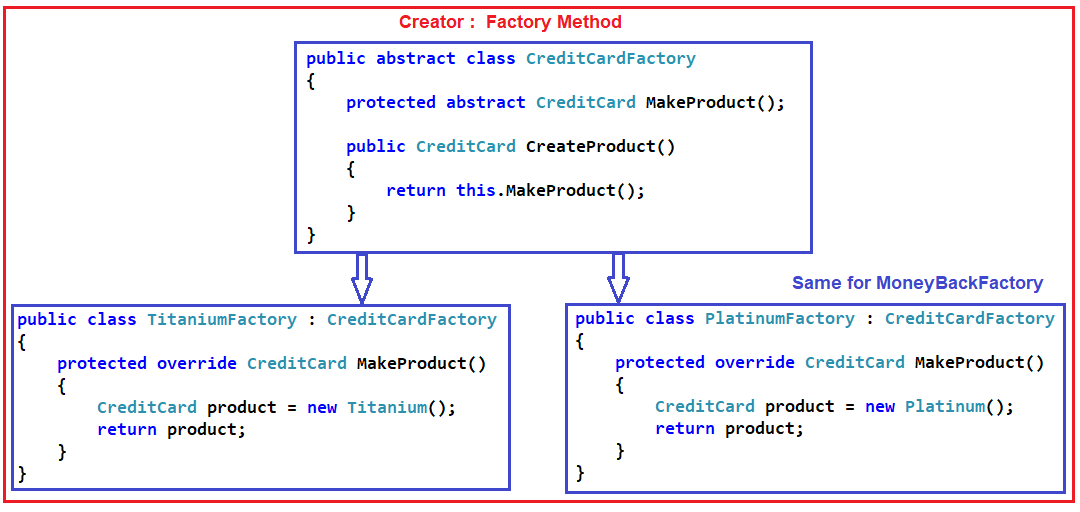 Creator :  Factory Method
public abstract class CreditCardFactory
{
    protected abstract CreditCard MakeProduct();
    public CreditCard CreateProduct()
    {
        return this.MakeProduct();
    }
}
Same for MoneyBackFactory
public class TitaniumFactory : CreditCardFactory
{
    protected override CreditCard MakeProduct()
    {
        CreditCard product = new Titanium();
        return product;
    }
}
public class PlatinumFactory : CreditCardFactory
{
    protected override CreditCard MakeProduct()
    {
        CreditCard product = new Platinum();
        return product;
    }
}